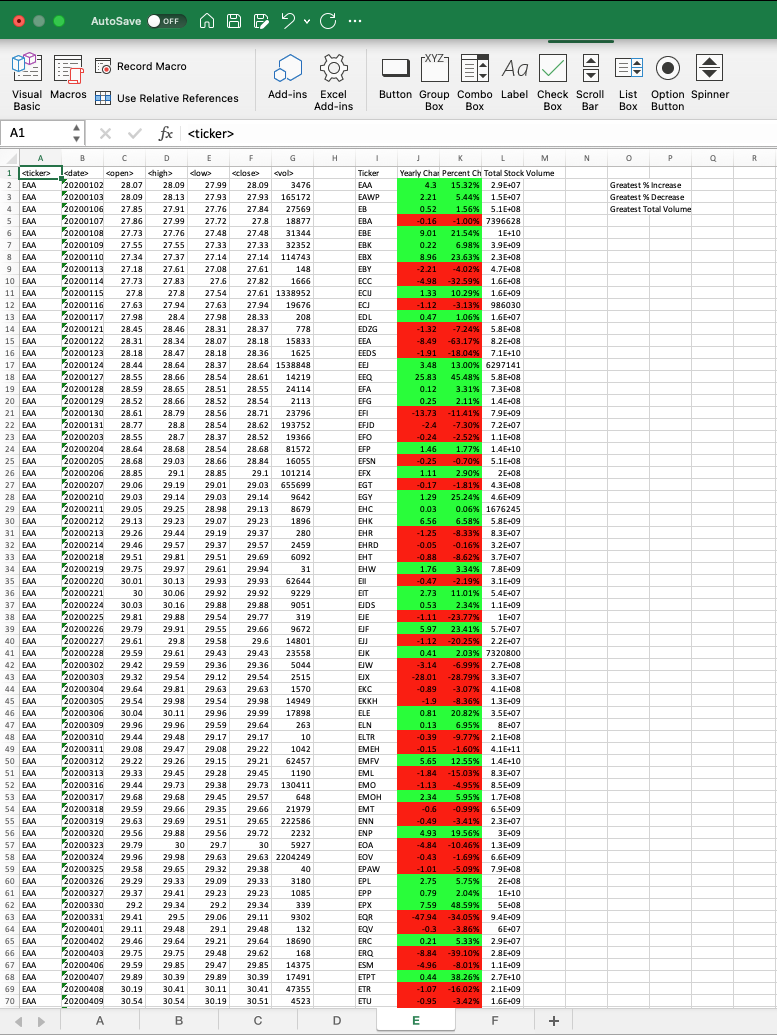 AutoSave OFF
Visual Basic
Macros
Record Macro
Use Relative References
Add-ins
Excel Add-ins
Button
Group Box
Combo Box
Label
Check Box
Scroll Bar
List Box
Option Button
Spinner
XYZ
Aa
A1 fx <ticker>
A B C D E F G H I J K L M N O P Q R
1 <ticker> <date> <open> <high> <low> <close> <vol> Ticker Yearly Char Percent Ch Total Stock Volume
2 EAA 20200102 28.07 28.09 27.99 28.09 3476 EAA 4.3 15.32% 2.9E+07 Greatest % Increase
3 EAA 20200103 28.09 28.13 27.93 27.93 165172 EAWP 2.21 5.44% 1.5E+07 Greatest % Decrease
4 EAA 20200106 27.85 27.91 27.76 27.84 27569 EB 0.52 1.56% 5.1E+08 Greatest Total Volume
5 EAA 20200107 27.86 27.99 27.72 27.8 18877 EBA -0.16 -1.00% 7396628
6 EAA 20200108 27.73 27.76 27.48 27.48 31344 EBE 9.01 21.54% 1E+10
7 EAA 20200109 27.55 27.55 27.33 27.33 32352 EBK 0.22 6.98% 3.9E+09
8 EAA 20200110 27.34 27.37 27.14 27.14 114743 EBX 8.96 23.63% 2.3E+08
9 EAA 20200113 27.18 27.61 27.08 27.61 148 EBY -2.21 -4.02% 4.7E+08
10 EAA 20200114 27.73 27.83 27.6 27.82 1666 ECC -4.98 -32.59% 1.6E+08
11 EAA 20200115 27.8 27.8 27.54 27.61 1338952 ECIJ 1.33 10.29% 1.6E+09
12 EAA 20200116 27.63 27.94 27.63 27.94 19676 ECJ -1.12 -3.13% 986030
13 EAA 20200117 27.98 28.4 27.98 28.33 208 EDL 0.47 1.06% 1.6E+07
14 EAA 20200121 28.45 28.46 28.31 28.37 778 EDZG -1.32 -7.24% 5.8E+08
15 EAA 20200122 28.31 28.34 28.07 28.18 15833 EEA -8.49 -63.17% 8.2E+08
16 EAA 20200123 28.18 28.47 28.18 28.36 1625 EEDS -1.91 -18.04% 7.1E+10
17 EAA 20200124 28.44 28.64 28.37 28.64 1538848 EEJ 3.48 13.00% 6297141
18 EAA 20200127 28.55 28.66 28.54 28.61 14219 EEQ 25.83 45.48% 5.8E+08
19 EAA 20200128 28.59 28.65 28.51 28.55 24114 EFA 0.12 3.31% 7.3E+08
20 EAA 20200129 28.52 28.66 28.52 28.54 2113 EFG 0.25 2.11% 1.4E+08
21 EAA 20200130 28.61 28.79 28.56 28.71 23796 EFI -13.73 -11.41% 7.9E+09
22 EAA 20200131 28.77 28.8 28.54 28.62 193752 EFJD -2.4 -7.30% 7.2E+07
23 EAA 20200203 28.55 28.7 28.37 28.52 19366 EFO -0.24 -2.52% 1.1E+08
24 EAA 20200204 28.64 28.68 28.54 28.68 81572 EFP 1.46 1.77% 1.4E+10
25 EAA 20200205 28.68 29.03 28.66 28.84 16055 EFSN -0.25 -0.70% 5.1E+08
26 EAA 20200206 28.85 29.1 28.85 29.1 101214 EFX 1.11 2.90% 2E+08
27 EAA 20200207 29.06 29.19 29.01 29.03 655699 EGT -0.17 -1.81% 4.3E+08
28 EAA 20200210 29.03 29.14 29.03 29.14 9642 EGY 1.29 25.24% 4.6E+09
29 EAA 20200211 29.05 29.25 28.98 29.13 8679 EHC 0.03 0.06% 1676245
30 EAA 20200212 29.13 29.23 29.07 29.23 1896 EHK 6.56 6.58% 5.8E+09
31 EAA 20200213 29.26 29.44 29.19 29.37 280 EHR -1.25 -8.33% 8.3E+07
32 EAA 20200214 29.46 29.57 29.37 29.57 2459 EHRD -0.05 -0.16% 3.2E+07
33 EAA 20200218 29.51 29.81 29.51 29.69 6092 EHT -0.88 -8.62% 3.7E+07
34 EAA 20200219 29.75 29.97 29.61 29.94 31 EHW 1.76 3.34% 7.8E+09
35 EAA 20200220 30.01 30.13 29.93 29.93 62644 EII -0.47 -2.19% 3.1E+09
36 EAA 20200221 30 30.06 29.92 29.92 9229 EIT 2.73 11.01% 5.4E+07
37 EAA 20200224 30.03 30.16 29.88 29.88 9051 EJDS 0.53 2.34% 1.1E+09
38 EAA 20200225 29.81 29.88 29.54 29.77 319 EJE -1.11 -23.77% 1E+07
39 EAA 20200226 29.79 29.91 29.55 29.66 9672 EJF 5.97 23.41% 5.7E+07
40 EAA 20200227 29.61 29.8 29.58 29.6 14801 EJJ -1.12 -20.25% 2.2E+07
41 EAA 20200228 29.59 29.61 29.43 29.43 23558 EJK 0.41 2.03% 7320800
42 EAA 20200302 29.42 29.59 29.36 29.36 5044 EJW -3.14 -6.99% 2.7E+08
43 EAA 20200303 29.32 29.54 29.12 29.54 2515 EJX -28.01 -28.79% 3.3E+07
44 EAA 20200304 29.64 29.81 29.63 29.63 1570 EKC -0.89 -3.07% 4.1E+08
45 EAA 20200305 29.54 29.98 29.54 29.98 14949 EKKH -1.9 -8.36% 1.3E+09
46 EAA 20200306 30.04 30.11 29.96 29.99 17898 ELE 0.81 20.82% 3.5E+07
47 EAA 20200309 29.96 29.96 29.59 29.64 263 ELN 0.13 6.95% 8E+07
48 EAA 20200310 29.44 29.48 29.17 29.17 10 ELTR -0.39 -9.77% 2.1E+08
49 EAA 20200311 29.08 29.47 29.08 29.22 1042 EMEH -0.15 -1.60% 4.1E+11
50 EAA 20200312 29.22 29.26 29.15 29.21 62457 EMFV 5.65 12.55% 1.4E+10
51 EAA 20200313 29.33 29.45 29.28 29.45 1190 EML -1.84 -15.03% 8.3E+07
52 EAA 20200316 29.44 29.73 29.38 29.73 130411 EMO -1.13 -4.95% 8.5E+09
53 EAA 20200317 29.68 29.68 29.45 29.57 648 EMOH 2.34 5.95% 1.7E+08
54 EAA 20200318 29.59 29.66 29.35 29.66 21979 EMT -0.6 -0.99% 6.5E+09
55 EAA 20200319 29.63 29.69 29.51 29.65 222586 ENN -0.49 -3.41% 2.3E+07
56 EAA 20200320 29.56 29.88 29.56 29.72 2232 ENP 4.93 19.56% 3E+09
57 EAA 20200323 29.79 30 29.7 30 5927 EOA -4.84 -10.46% 1.3E+09
58 EAA 20200324 29.96 29.98 29.63 29.63 2204249 EOV -0.43 -1.69% 6.6E+09
59 EAA 20200325 29.58 29.65 29.32 29.38 40 EPAW -1.01 -5.09% 7.9E+08
60 EAA 20200326 29.29 29.33 29.09 29.33 3180 EPL 2.75 5.75% 2E+08
61 EAA 20200327 29.37 29.41 29.23 29.23 1085 EPP 0.79 2.04% 1E+10
62 EAA 20200330 29.2 29.34 29.2 29.34 339 EPX 7.59 48.59% 5E+08
63 EAA 20200331 29.41 29.5 29.06 29.11 9302 EQR -47.94 -34.05% 9.4E+09
64 EAA 20200401 29.11 29.48 29.1 29.48 132 EQV -0.3 -3.86% 6E+07
65 EAA 20200402 29.46 29.64 29.21 29.64 18690 ERC 0.21 5.33% 2.9E+07
66 EAA 20200403 29.75 29.75 29.48 29.62 168 ERQ -8.84 -39.10% 2.8E+09
67 EAA 20200406 29.59 29.85 29.47 29.85 14375 ESM -4.96 -8.01% 1.1E+09
68 EAA 20200407 29.89 30.39 29.89 30.39 17491 ETPT 0.44 38.26% 2.7E+10
69 EAA 20200408 30.19 30.41 30.11 30.41 47355 ETR -1.07 -16.02% 2.1E+09
70 EAA 20200409 30.54 30.54 30.19 30.51 4523 ETU -0.95 -3.42% 1.6E+09
A B C D E F +